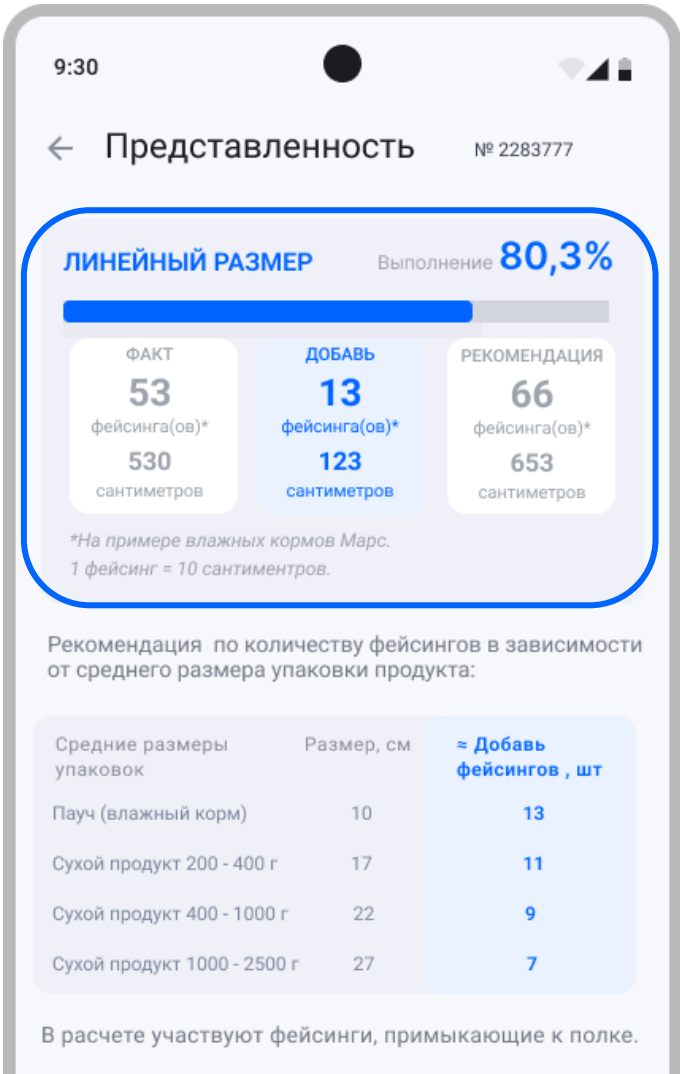 9:30
Представленность № 2283777
ЛИНЕЙНЫЙ РАЗМЕР Выполнение 80,3%
ФАКТ ДОБАВЬ РЕКОМЕНДАЦИЯ
53 13 66
фейсинга(ов)* фейсинга(ов)* фейсинга(ов)*
530 123 653
сантиметров сантиметров сантиметров
*На примере влажных кормов Марс.
1 фейсинг = 10 сантиментров.
Рекомендация по количеству фейсингов в зависимости
от среднего размера упаковки продукта:
Средние размеры Размер, см ≈ Добавь
упаковок фейсингов , шт
Пауч (влажный корм) 10 13
Сухой продукт 200 - 400 г 17 11
Сухой продукт 400 - 1000 г 22 9
Сухой продукт 1000 - 2500 г 27 7
В расчете участвуют фейсинги, примыкающие к полке.